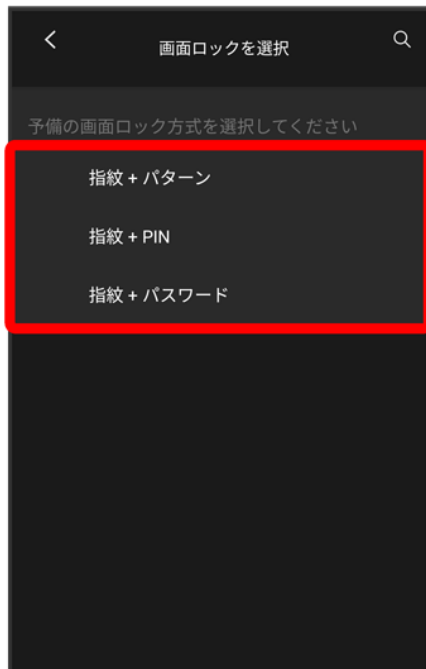 画面ロックを選択
予備の画面ロック方式を選択してください
指紋 + パターン
指紋 + PIN
指紋 + パスワード